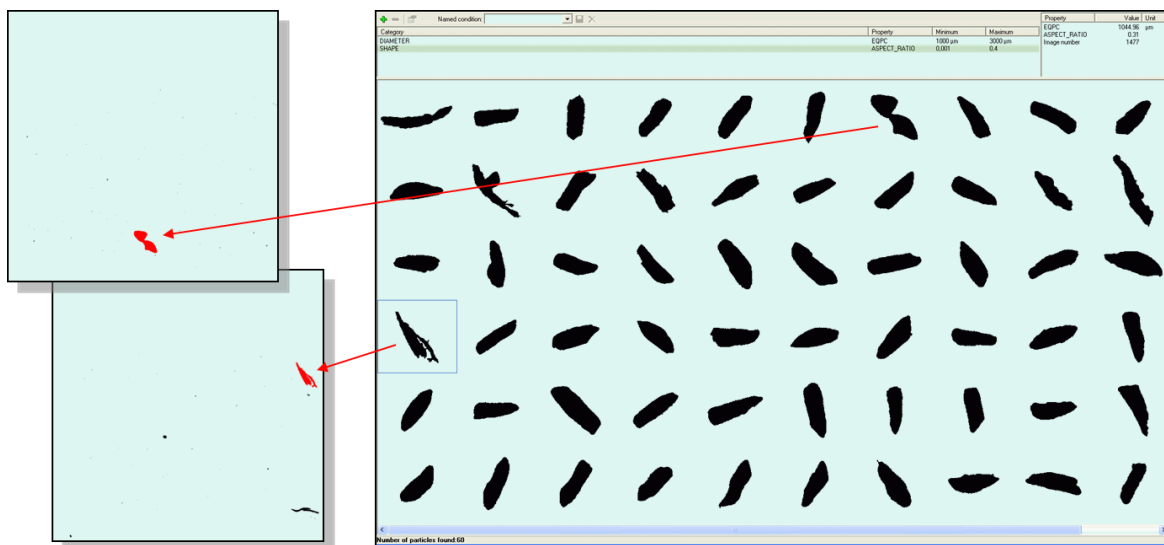 Named condition:
Category Property Minimum Maximum
DIAMETER EQPC 1000 µm 3000 µm
SHAPE ASPECT_RATIO 0.001 0.4
Property Value Unit
EQPC 1044.96 µm
ASPECT_RATIO 0.31
Image number 1477
Number of particles found:60